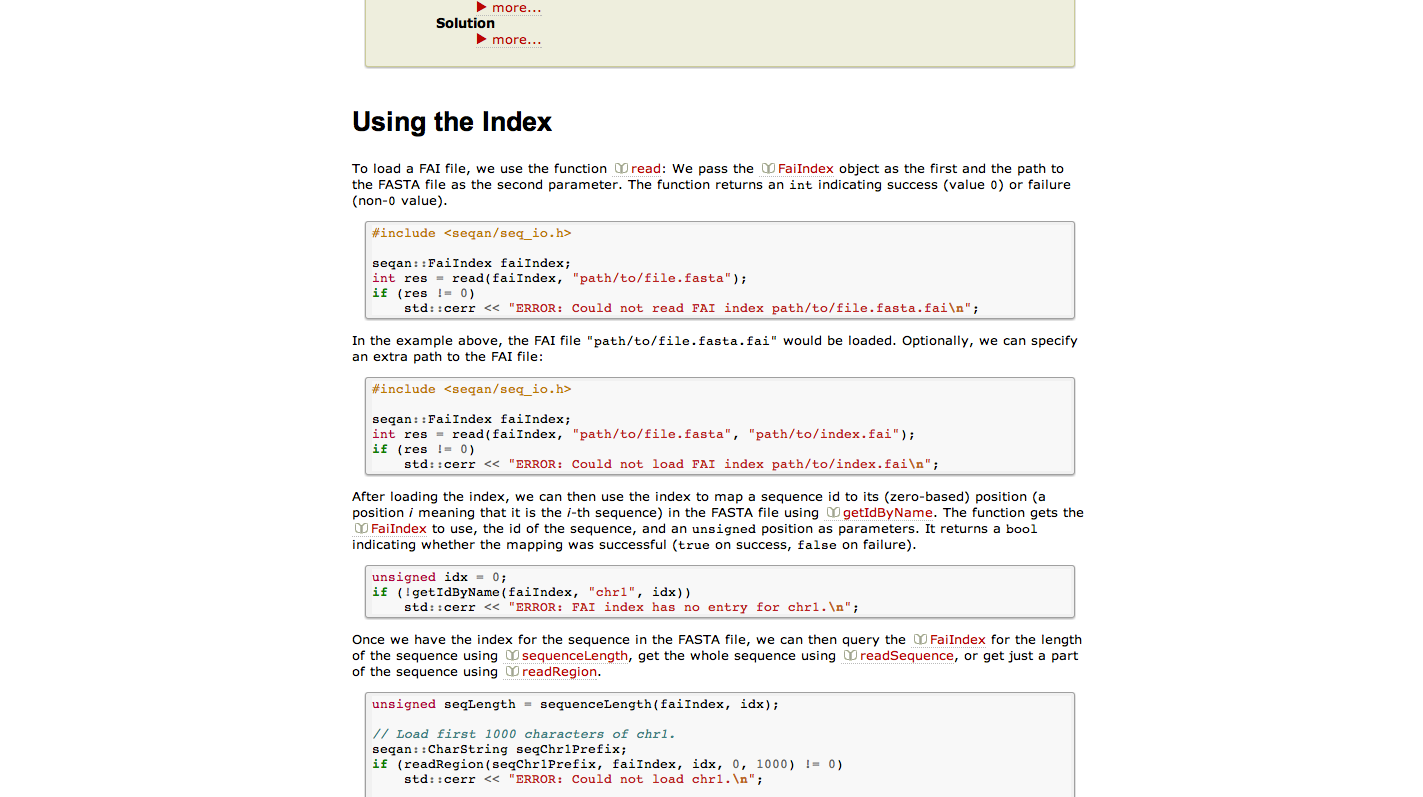 ▶ more...
Solution
▶ more...
Using the Index
To load a FAI file, we use the function read: We pass the FaiIndex object as the first and the path to
the FASTA file as the second parameter. The function returns an int indicating success (value 0) or failure
(non-0 value).
#include <seqan/seq_io.h>
seqan::FaiIndex faiIndex;
int res = read(faiIndex, "path/to/file.fasta");
if (res != 0)
    std::cerr << "ERROR: Could not read FAI index path/to/file.fasta.fai\n";
In the example above, the FAI file "path/to/file.fasta.fai" would be loaded. Optionally, we can specify
an extra path to the FAI file:
#include <seqan/seq_io.h>
seqan::FaiIndex faiIndex;
int res = read(faiIndex, "path/to/file.fasta", "path/to/index.fai");
if (res != 0)
    std::cerr << "ERROR: Could not load FAI index path/to/index.fai\n";
After loading the index, we can then use the index to map a sequence id to its (zero-based) position (a
position i meaning that it is the i-th sequence) in the FASTA file using getIdByName. The function gets the
FaiIndex to use, the id of the sequence, and an unsigned position as parameters. It returns a bool
indicating whether the mapping was successful (true on success, false on failure).
unsigned idx = 0;
if (!getIdByName(faiIndex, "chr1", idx))
    std::cerr << "ERROR: FAI index has no entry for chr1.\n";
Once we have the index for the sequence in the FASTA file, we can then query the FaiIndex for the length
of the sequence using sequenceLength, get the whole sequence using readSequence, or get just a part
of the sequence using readRegion.
unsigned seqLength = sequenceLength(faiIndex, idx);
// Load first 1000 characters of chr1.
seqan::CharString seqChr1Prefix;
if (readRegion(seqChr1Prefix, faiIndex, idx, 0, 1000) != 0)
    std::cerr << "ERROR: Could not load chr1.\n";